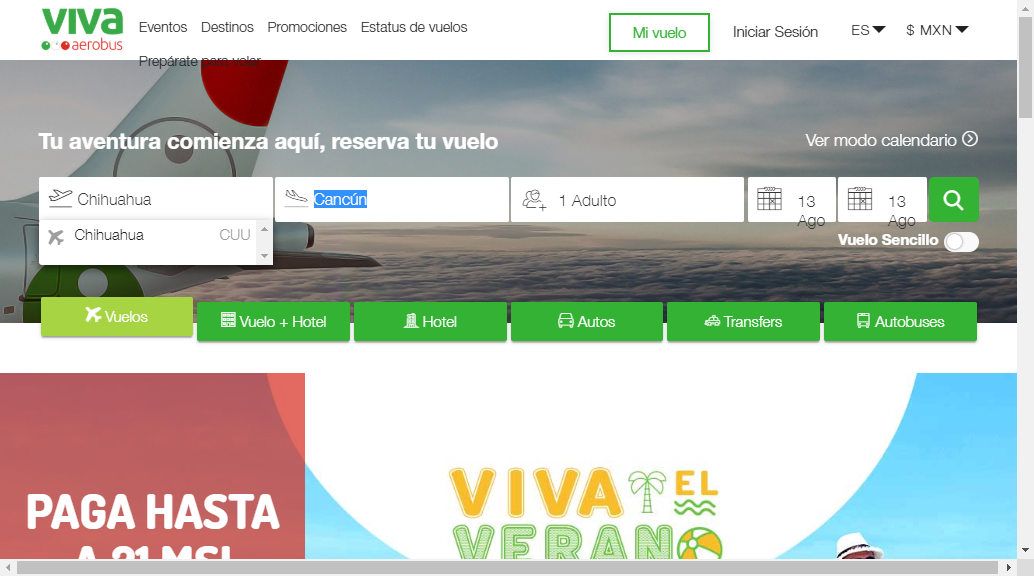 viva
aerobus
Eventos Destinos Promociones Estatus de vuelos
Prepárate para volar
Mi vuelo
Iniciar Sesión
ES
$ MXN
Tu aventura comienza aquí, reserva tu vuelo
Ver modo calendario
Chihuahua
Cancún
1 Adulto
13
Ago
13
Ago
Chihuahua CUU
Vuelo Sencillo
Vuelos
Vuelo + Hotel
Hotel
Autos
Transfers
Autobuses
PAGA HASTA
A 21 MSI
VIVA EL
VERANO